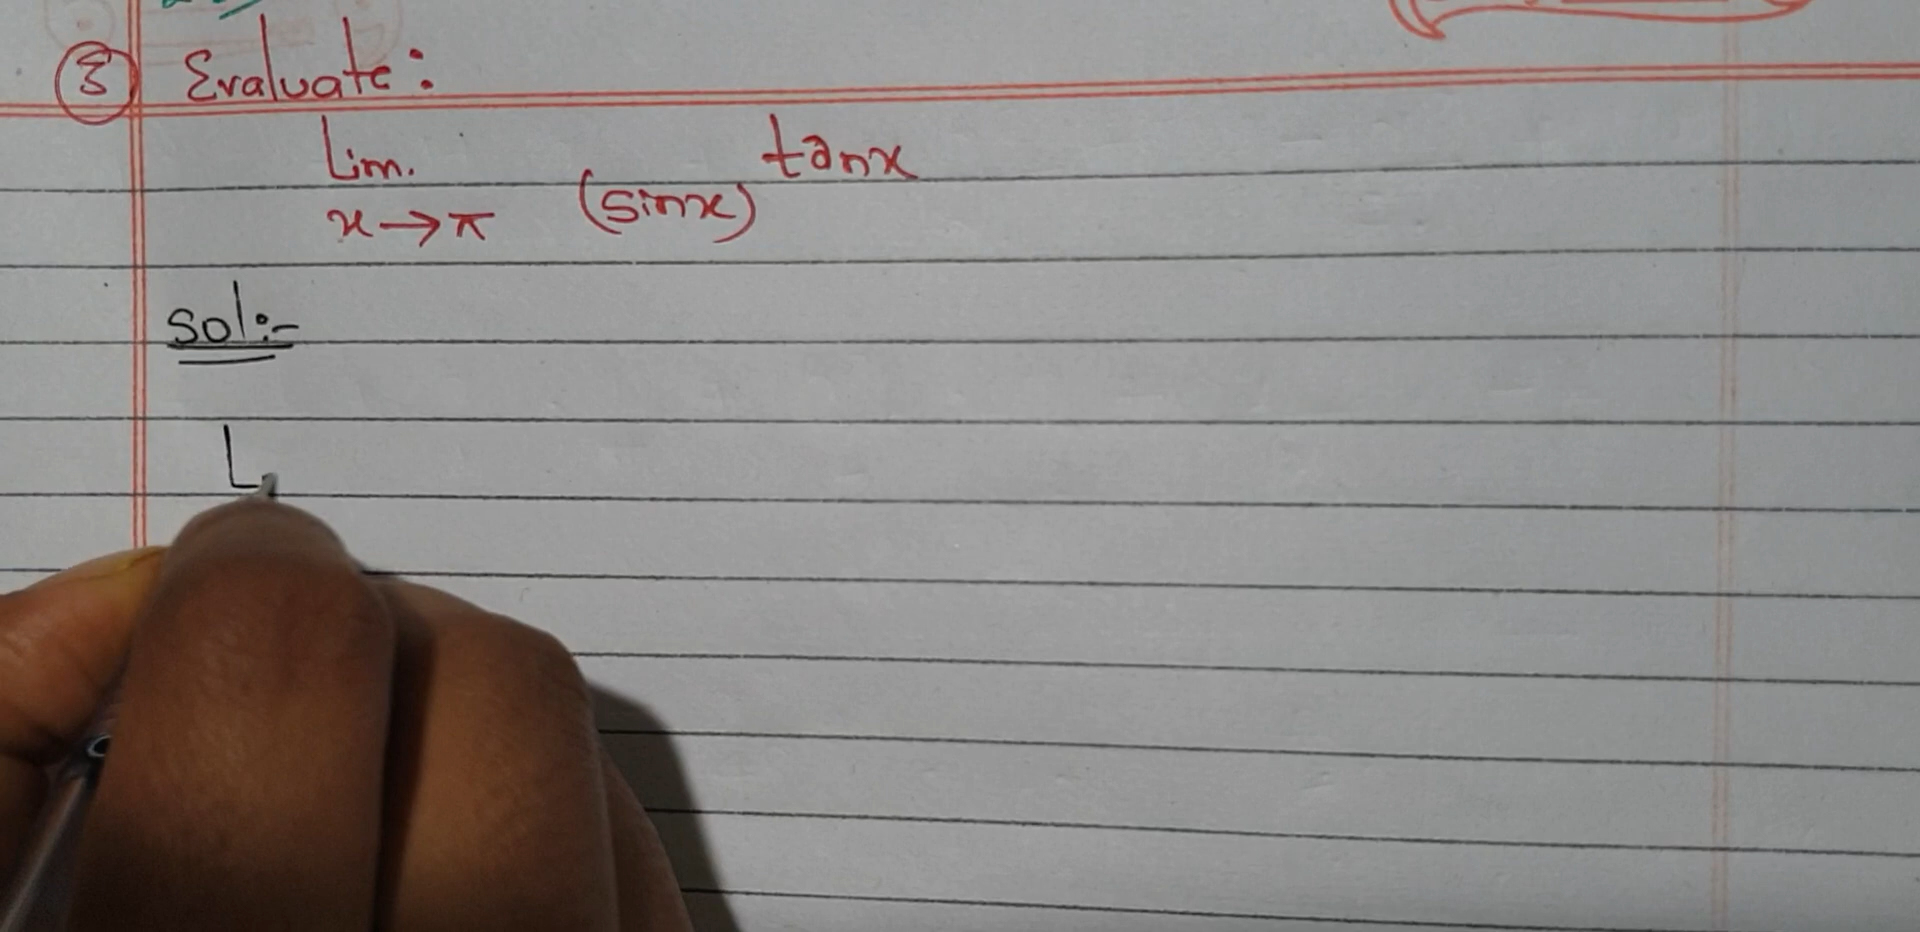 3 Evaluate:
Lim. (sinx)^tanx
x→π
Sol:-
L